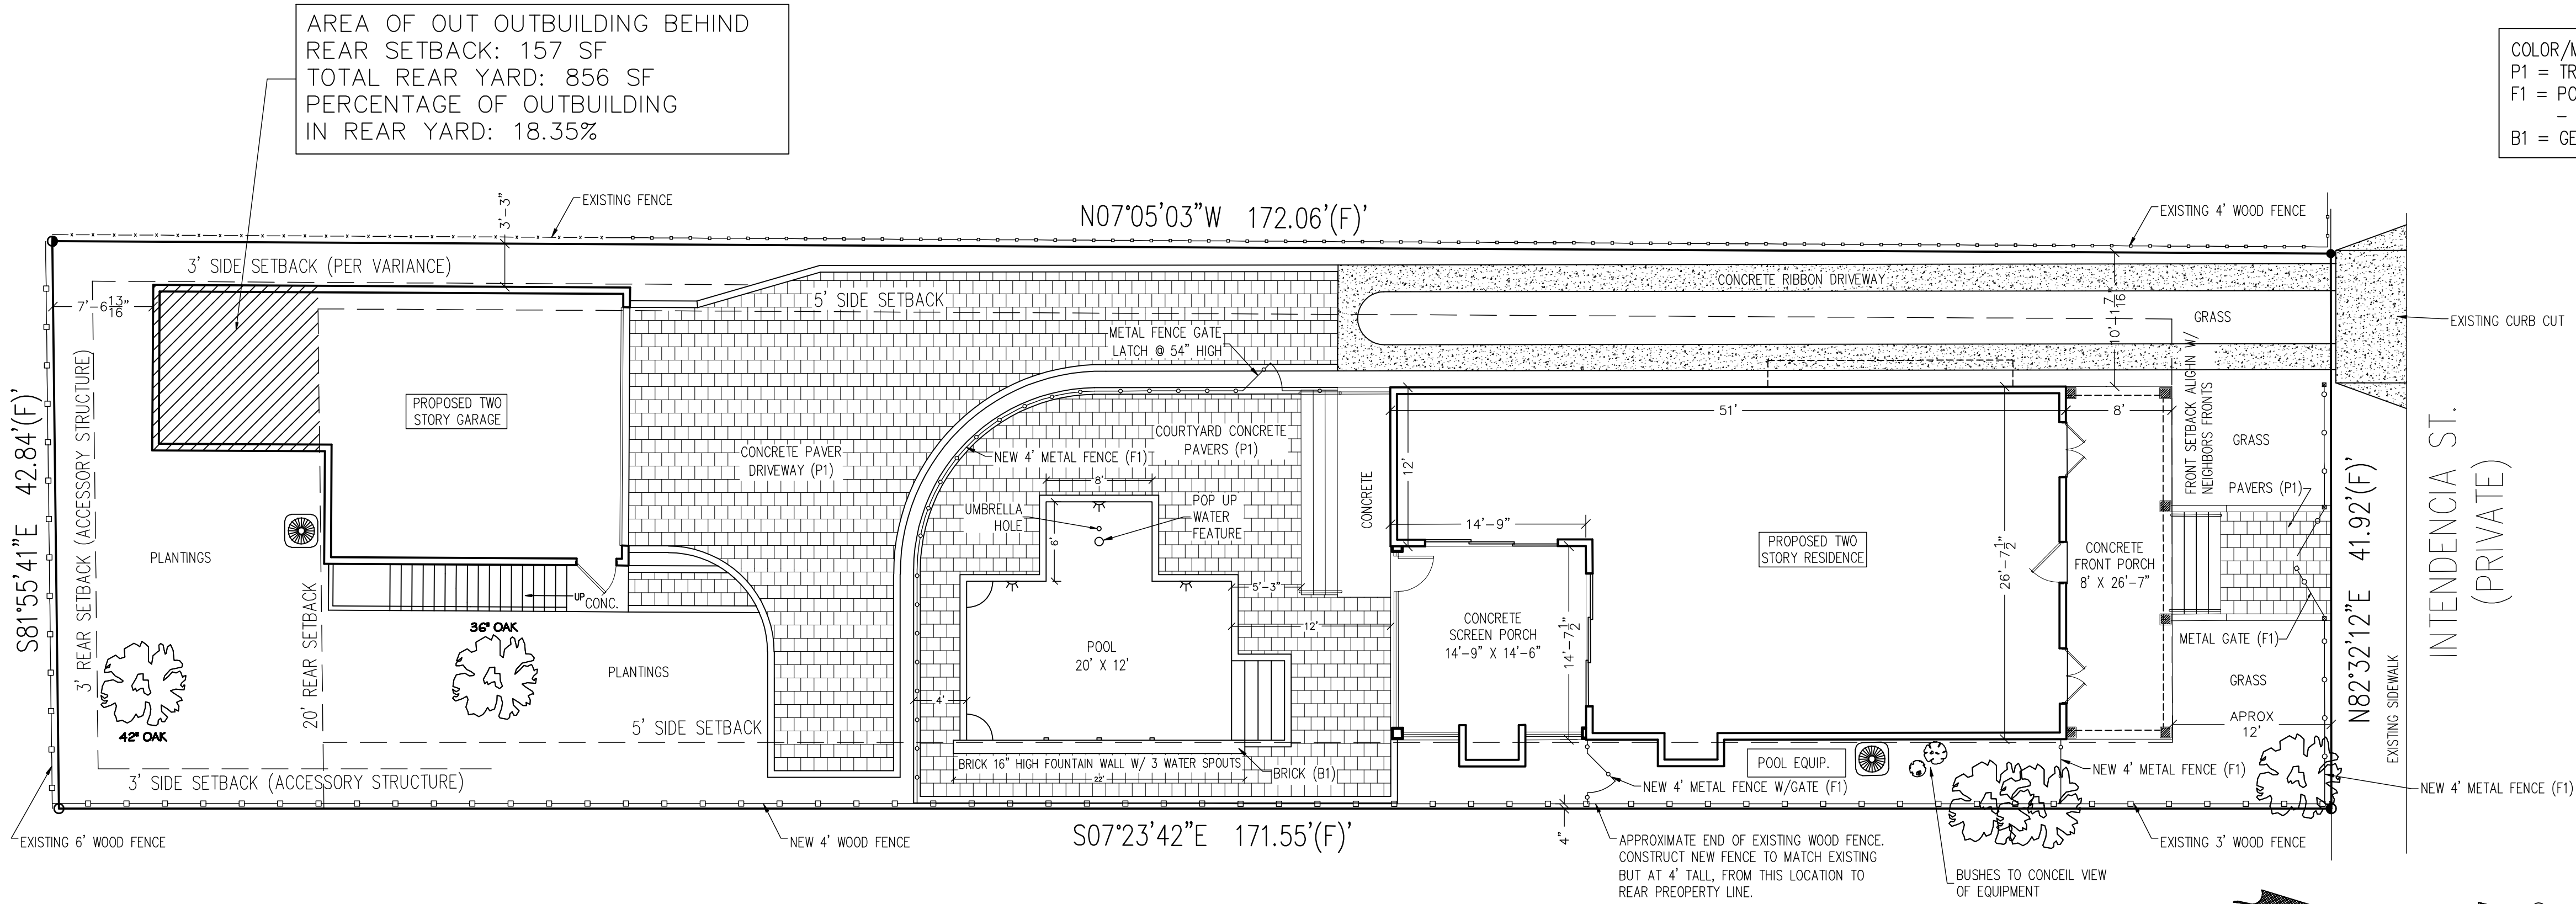 AREA OF OUT OUTBUILDING BEHIND
REAR SETBACK: 157 SF
TOTAL REAR YARD: 856 SF
PERCENTAGE OF OUTBUILDING
IN REAR YARD: 18.35%
COLOR/M
P1 = TR
F1 = PO
-
B1 = GE
EXISTING FENCE
3'-3"
N07°05'03"W 172.06'(F)'
EXISTING 4' WOOD FENCE
3' SIDE SETBACK (PER VARIANCE)
5' SIDE SETBACK
7'-6 13/16"
CONCRETE RIBBON DRIVEWAY
GRASS
10'-1 7/16"
EXISTING CURB CUT
METAL FENCE GATE
LATCH @ 54" HIGH
FRONT SETBACK ALIGHN W/
NEIGHBORS FRONTS
S81°55'41"E 42.84'(F)'
3' REAR SETBACK (ACCESSORY STRUCTURE)
PROPOSED TWO
STORY GARAGE
CONCRETE PAVER
DRIVEWAY (P1)
COURTYARD CONCRETE
PAVERS (P1)
NEW 4' METAL FENCE (F1)
8'
UMBRELLA
HOLE
POP UP
WATER
FEATURE
6'
CONCRETE
12'
51'
8'
14'-9"
PROPOSED TWO
STORY RESIDENCE
26'-7 1/2"
CONCRETE
FRONT PORCH
8' X 26'-7"
GRASS
PAVERS (P1)
METAL GATE (F1)
GRASS
APROX
12'
N82°32'12"E 41.92'(F)'
EXISTING SIDEWALK
INTENDENCIA ST.
(PRIVATE)
PLANTINGS
20' REAR SETBACK
UP
CONC.
36" OAK
42" OAK
PLANTINGS
5' SIDE SETBACK
3' SIDE SETBACK (ACCESSORY STRUCTURE)
5'-3"
12'
POOL
20' X 12'
4'
CONCRETE
SCREEN PORCH
14'-9" X 14'-6"
14'-7 1/2"
BRICK 16" HIGH FOUNTAIN WALL W/ 3 WATER SPOUTS
22'
BRICK (B1)
POOL EQUIP.
NEW 4' METAL FENCE W/GATE (F1)
NEW 4' METAL FENCE (F1)
NEW 4' METAL FENCE (F1)
EXISTING 6' WOOD FENCE
NEW 4' WOOD FENCE
S07°23'42"E 171.55'(F)'
4"
APPROXIMATE END OF EXISTING WOOD FENCE.
CONSTRUCT NEW FENCE TO MATCH EXISTING
BUT AT 4' TALL, FROM THIS LOCATION TO
REAR PREOPERTY LINE.
BUSHES TO CONCEIL VIEW
OF EQUIPMENT
EXISTING 3' WOOD FENCE